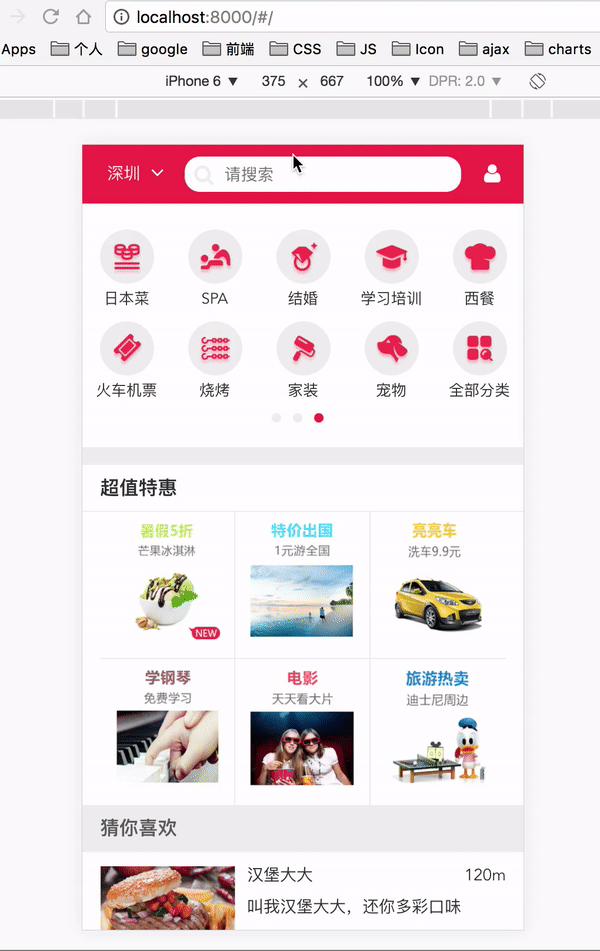 localhost:8000/#/
Apps 个人 google 前端 CSS JS Icon ajax charts
iPhone 6 ▼ 375 × 667 100% ▼ DPR: 2.0 ▼
深圳 请搜索
日本菜 SPA 结婚 学习培训 西餐
火车机票 烧烤 家装 宠物 全部分类
超值特惠
暑假5折 特价出国 亮亮车
芒果冰淇淋 1元游全国 洗车9.9元
NEW
学钢琴 电影 旅游热卖
免费学习 天天看大片 迪士尼周边
猜你喜欢
汉堡大大 120m
叫我汉堡大大，还你多彩口味